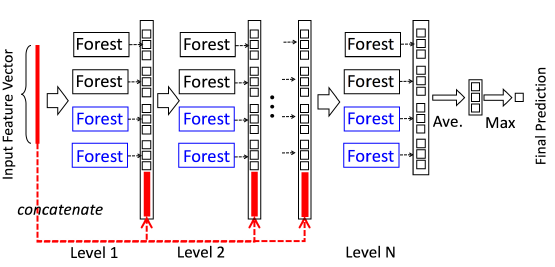 Input Feature Vector
Forest
Forest
Forest
Forest
concatenate
Level 1
Forest
Forest
Forest
Forest
Level 2
Forest
Forest
Forest
Forest
Level N
Ave.
Max
Final Prediction